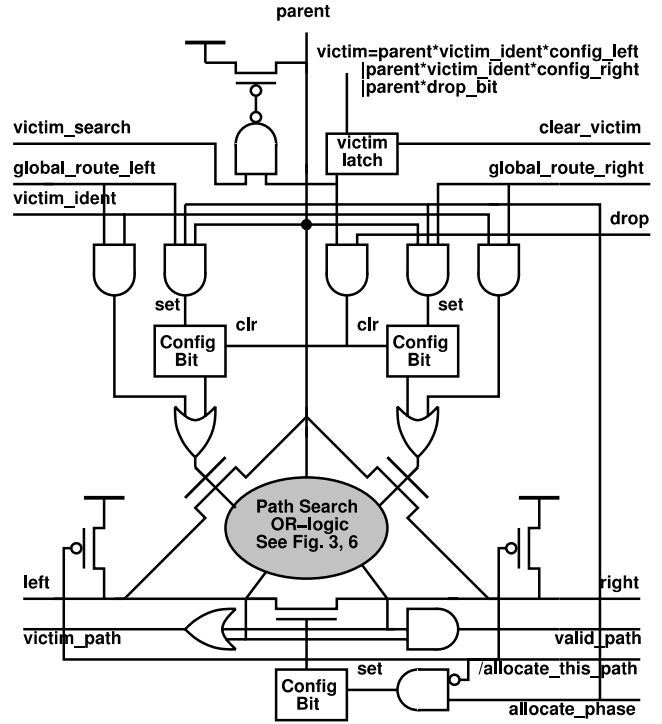 parent
victim=parent*victim_ident*config_left
|parent*victim_ident*config_right
|parent*drop_bit
victim_search
clear_victim
victim
latch
global_route_left
global_route_right
victim_ident
drop
set
set
clr
clr
Config
Bit
Config
Bit
Path Search
OR–logic
See Fig. 3, 6
left
right
victim_path
valid_path
set
/allocate_this_path
Config
Bit
allocate_phase